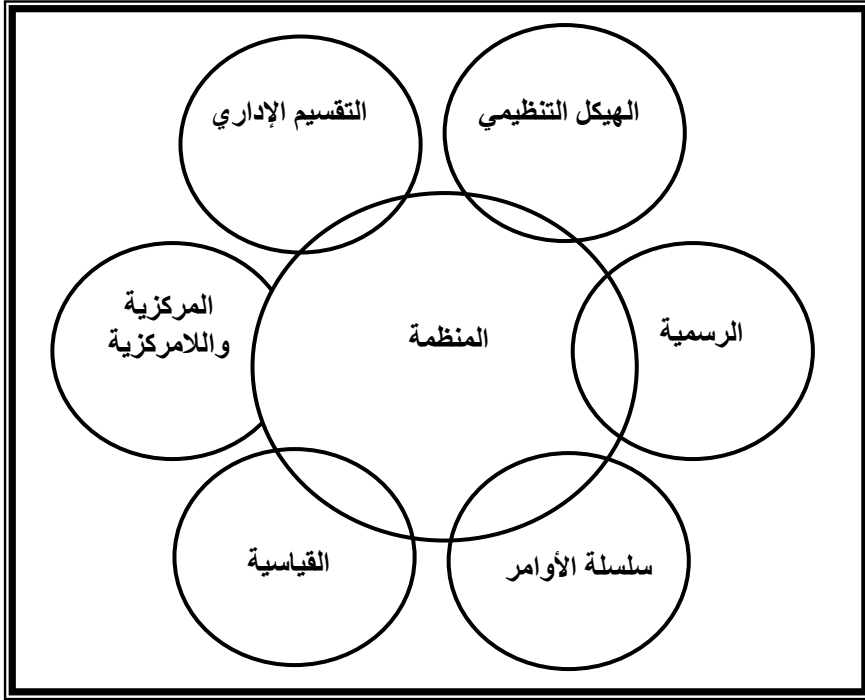 الهيكل التنظيمي
التقسيم الإداري
الرسمية
المنظمة
المركزية
واللامركزية
سلسلة الأوامر
القياسية